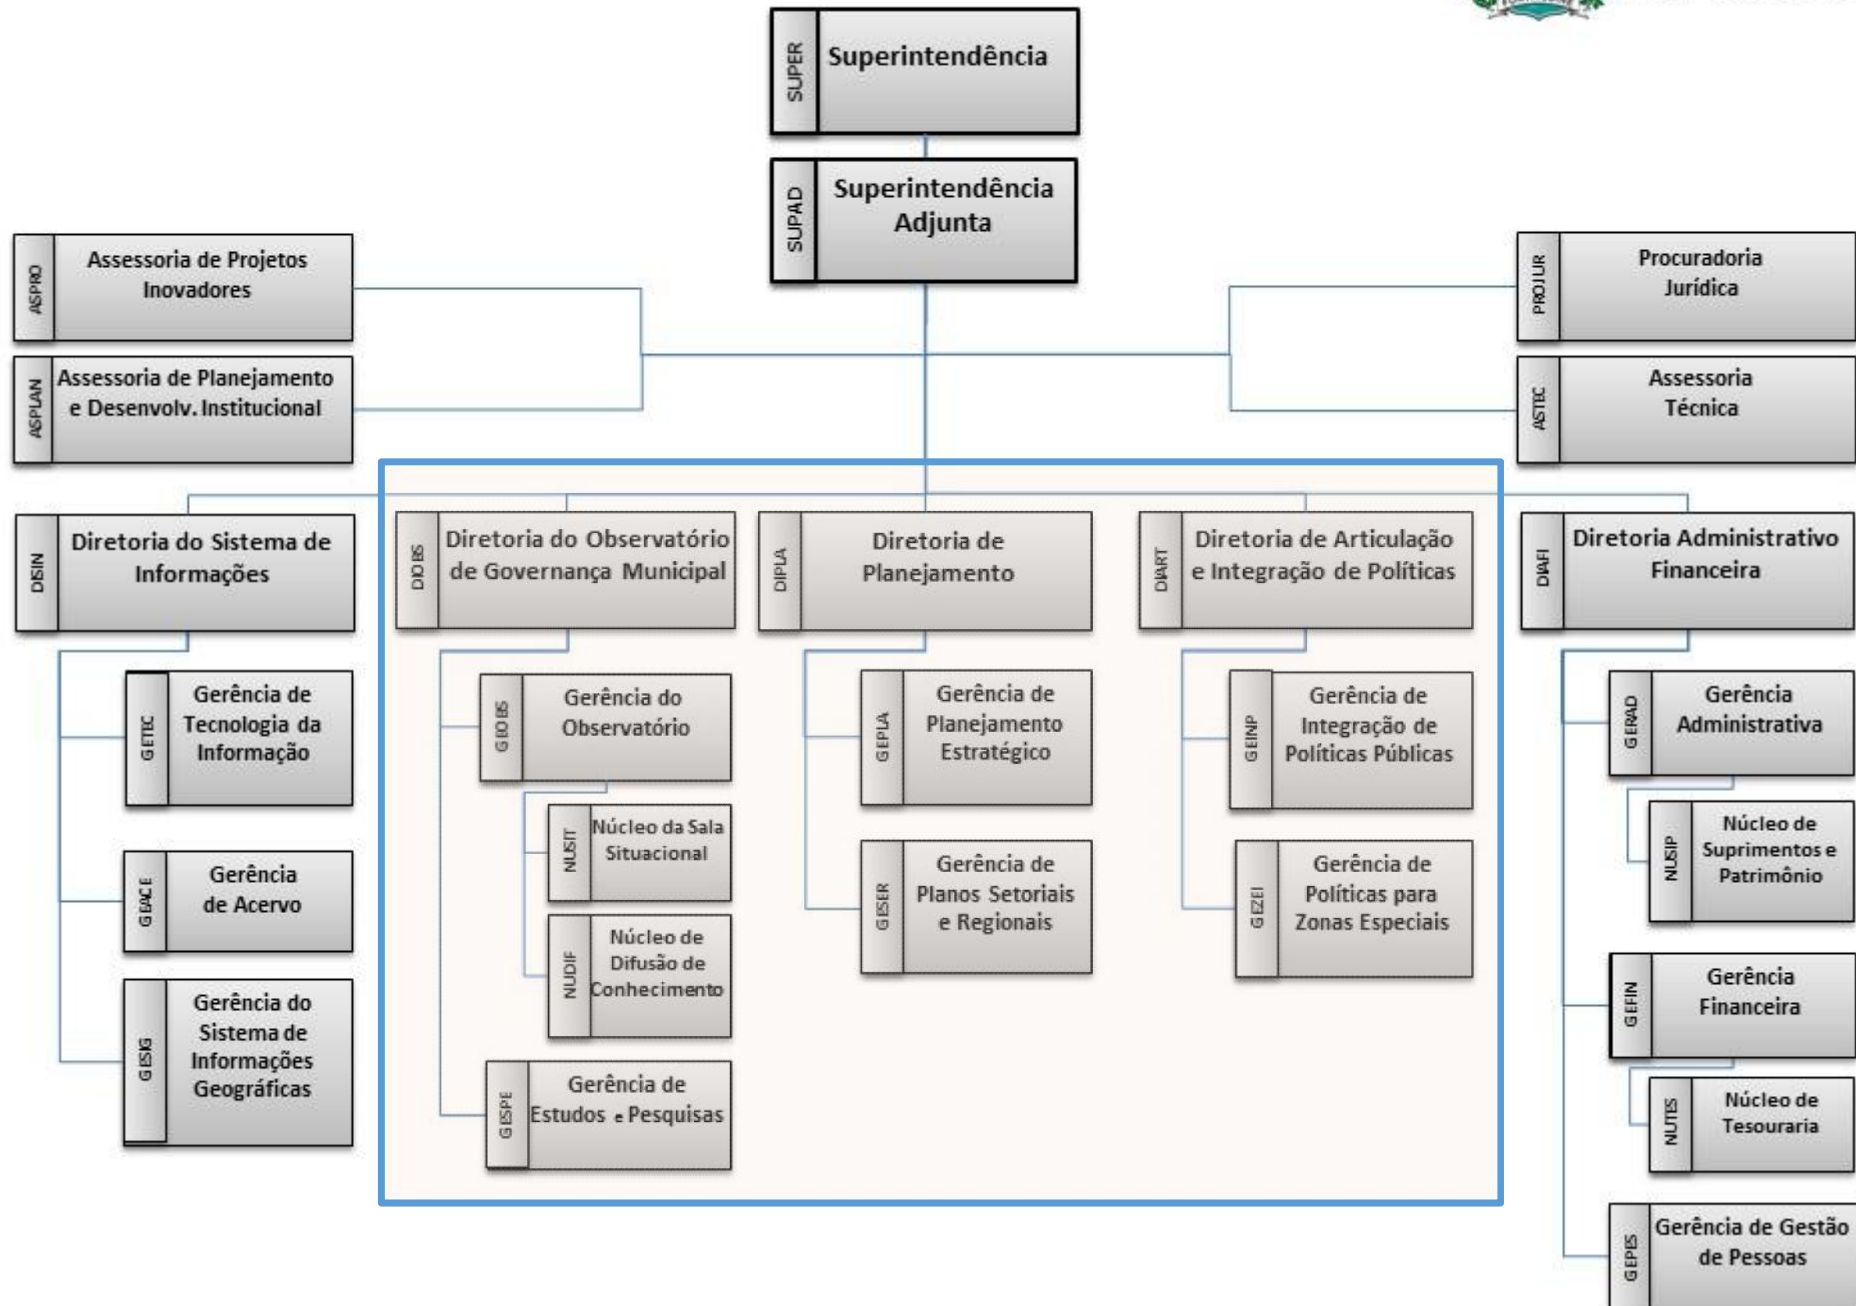 SUPER
Superintendência
SUPAD
Superintendência
Adjunta
ASPRO
Assessoria de Projetos
Inovadores
ASPLAN
Assessoria de Planejamento
e Desenvolv. Institucional
PROJUR
Procuradoria
Jurídica
ASTEC
Assessoria
Técnica
DISIN
Diretoria do Sistema de
Informações
GETEC
Gerência de
Tecnologia da
Informação
GEACE
Gerência
de Acervo
GESIG
Gerência do
Sistema de
Informações
Geográficas
DIOBS
Diretoria do Observatório
de Governança Municipal
GEOBS
Gerência do
Observatório
NUSIT
Núcleo da Sala
Situacional
NUDIF
Núcleo de
Difusão de
Conhecimento
GESPE
Gerência de
Estudos e Pesquisas
DIPLA
Diretoria de
Planejamento
GEPLA
Gerência de
Planejamento
Estratégico
GESER
Gerência de
Planos Setoriais
e Regionais
DIART
Diretoria de Articulação
e Integração de Políticas
GEINP
Gerência de
Integração de
Políticas Públicas
GEZEI
Gerência de
Políticas para
Zonas Especiais
DIAFI
Diretoria Administrativo
Financeira
GERAD
Gerência
Administrativa
NUSIP
Núcleo de
Suprimentos e
Patrimônio
GEFIN
Gerência
Financeira
NUTES
Núcleo de
Tesouraria
GEPES
Gerência de Gestão
de Pessoas